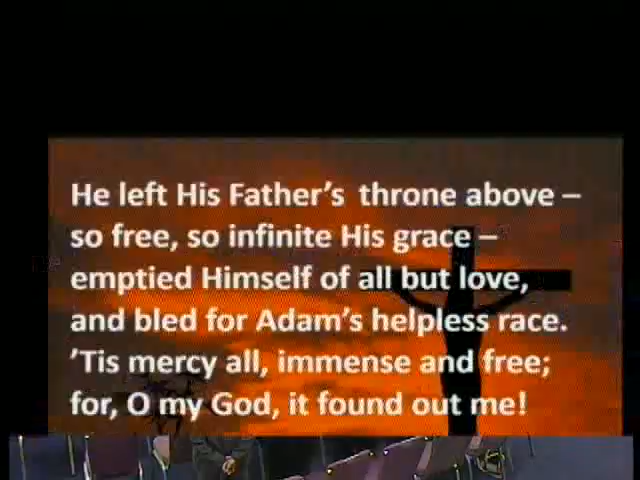 He left His Father's throne above –
so free, so infinite His grace –
emptied Himself of all but love,
and bled for Adam's helpless race.
'Tis mercy all, immense and free;
for, O my God, it found out me!